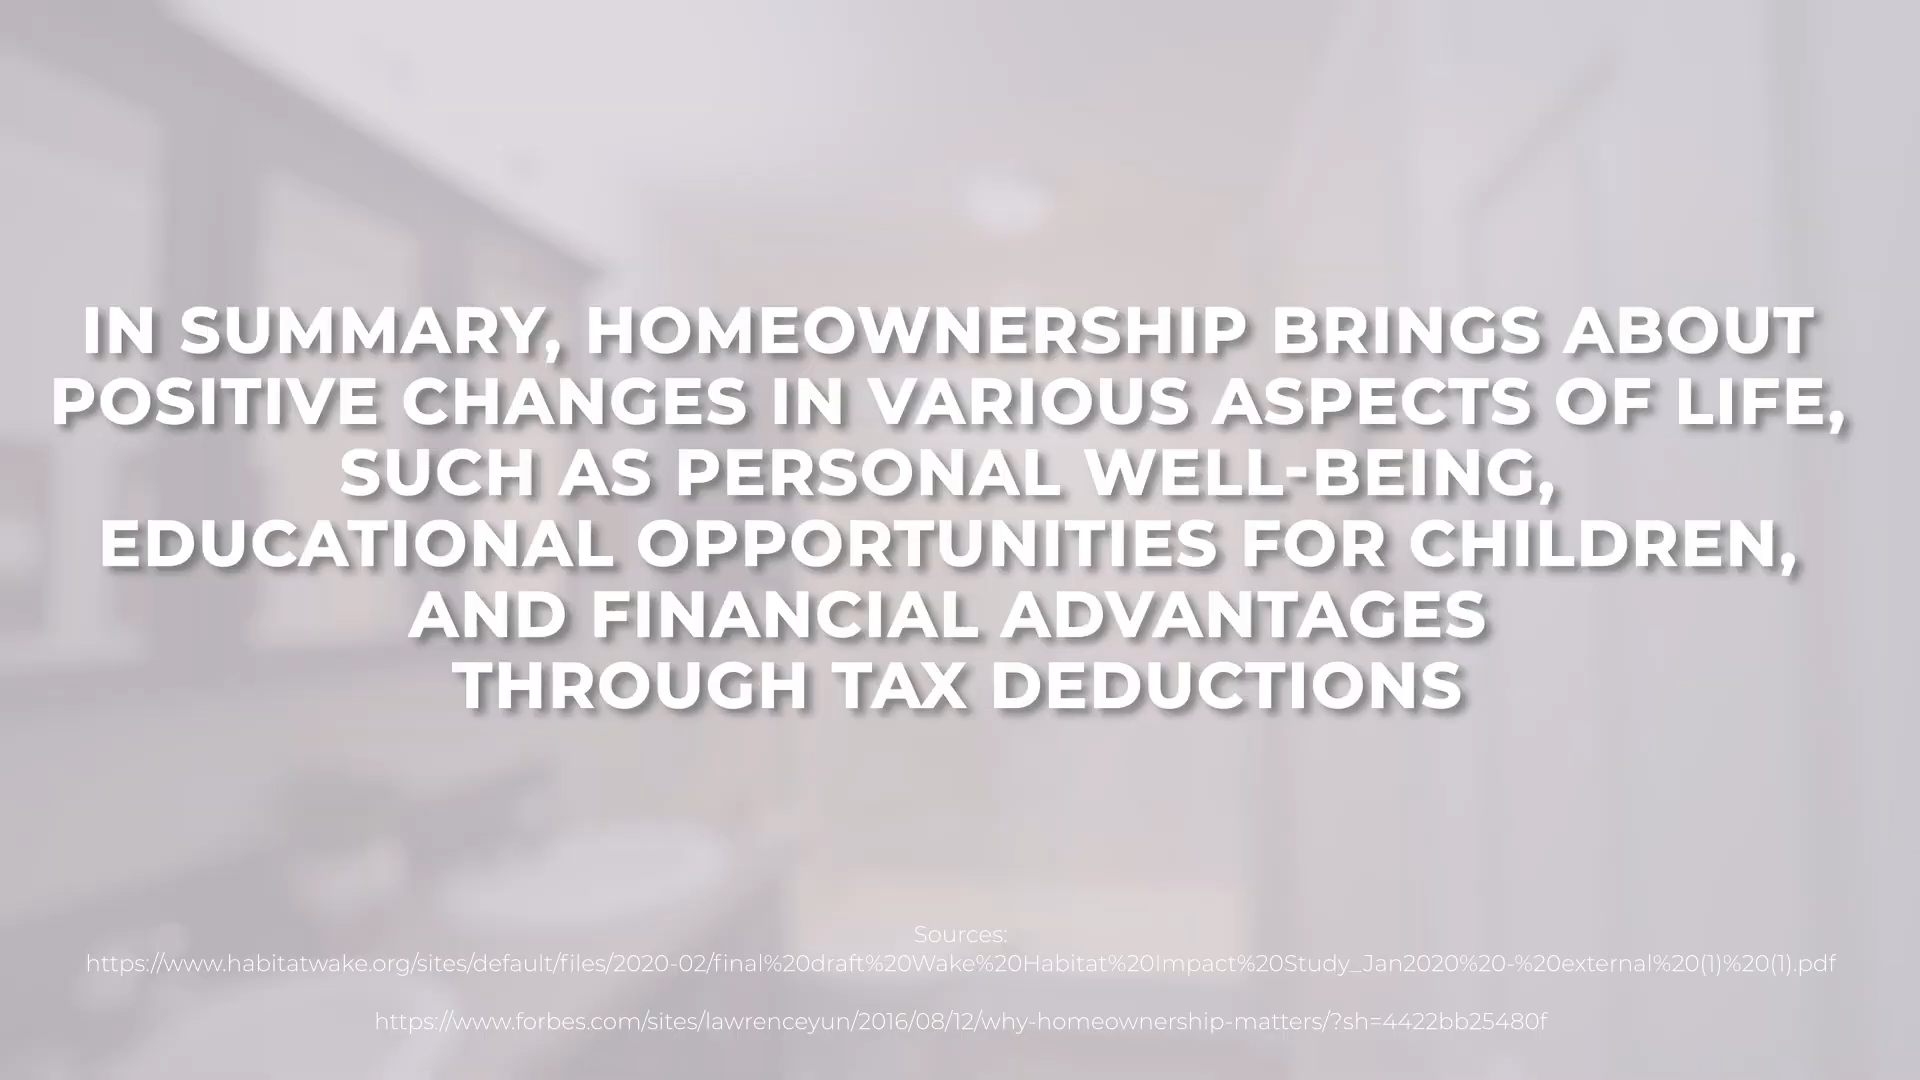 IN SUMMARY, HOMEOWNERSHIP BRINGS ABOUT
POSITIVE CHANGES IN VARIOUS ASPECTS OF LIFE,
SUCH AS PERSONAL WELL-BEING,
EDUCATIONAL OPPORTUNITIES FOR CHILDREN,
AND FINANCIAL ADVANTAGES
THROUGH TAX DEDUCTIONS
Sources:
https://www.habitatwake.org/sites/default/files/2020-02/final%20draft%20Wake%20Habitat%20Impact%20Study_Jan2020%20-%20external%20(1)%20(1).pdf
https://www.forbes.com/sites/lawrenceyun/2016/08/12/why-homeownership-matters/?sh=4422bb25480f